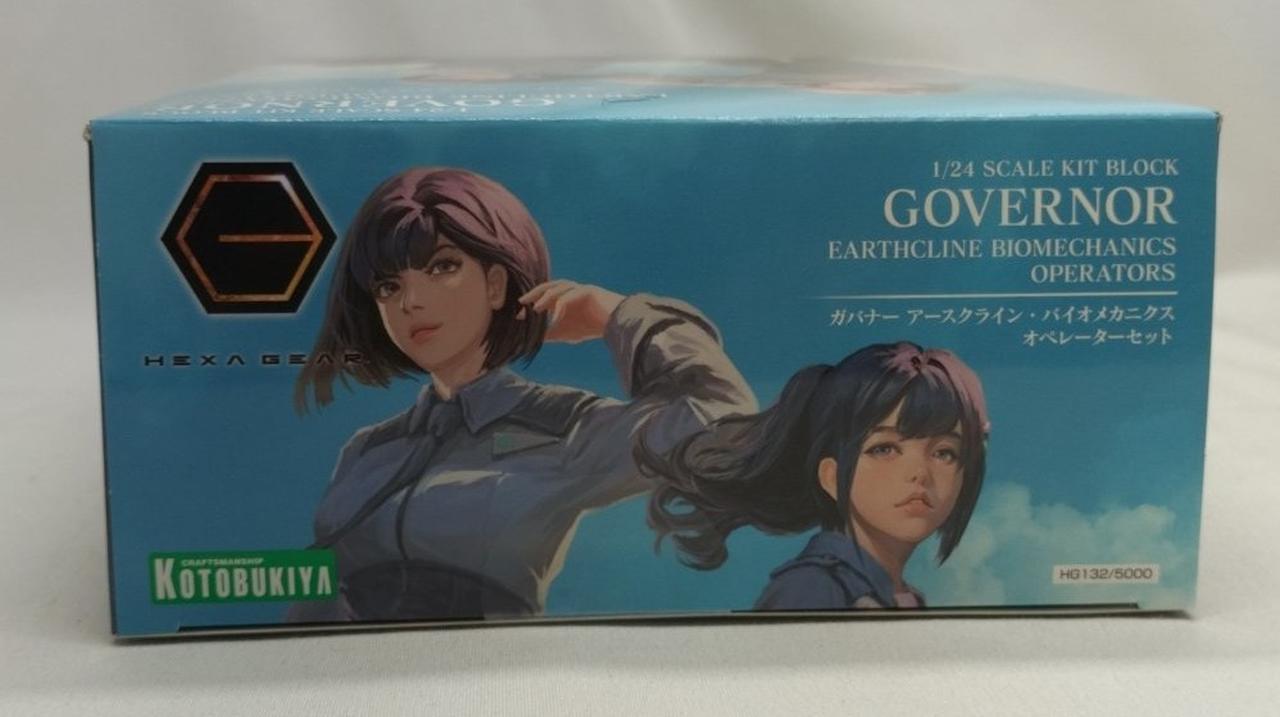 GOVERNOR
1/24 SCALE KIT BLOCK
GOVERNOR
EARTHCLINE BIOMECHANICS
OPERATORS
ガバナー アースクライン・バイオメカニクス
オペレーターセット
HEXA GEAR
CRAFTSMANSHIP
KOTOBUKIYA
HG132/5000